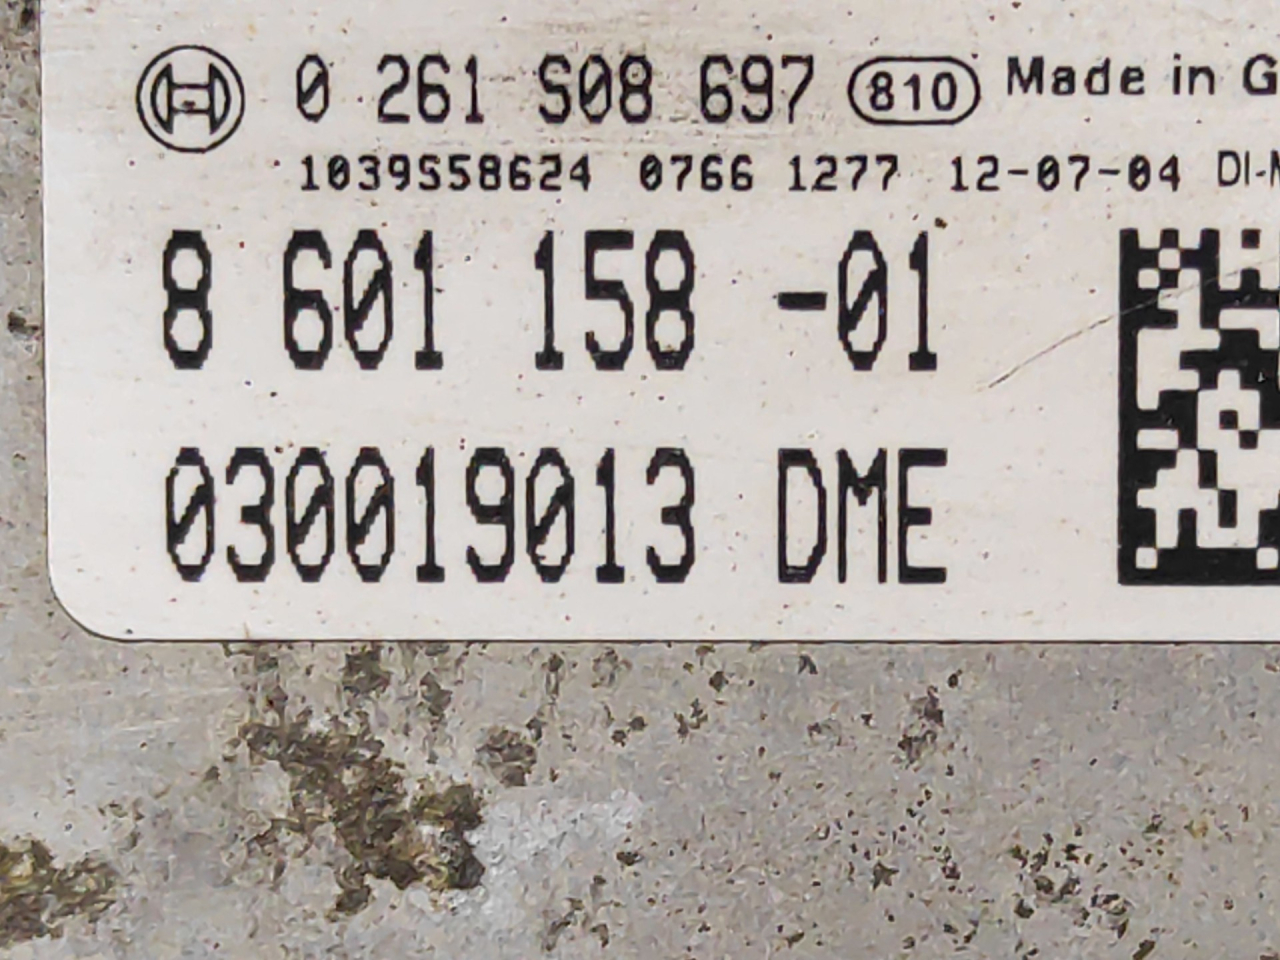 0 261 S08 697 810 Made in G
1039S58624 0766 1277 12-07-04 DI-
8 601 158 -01
030019013 DME